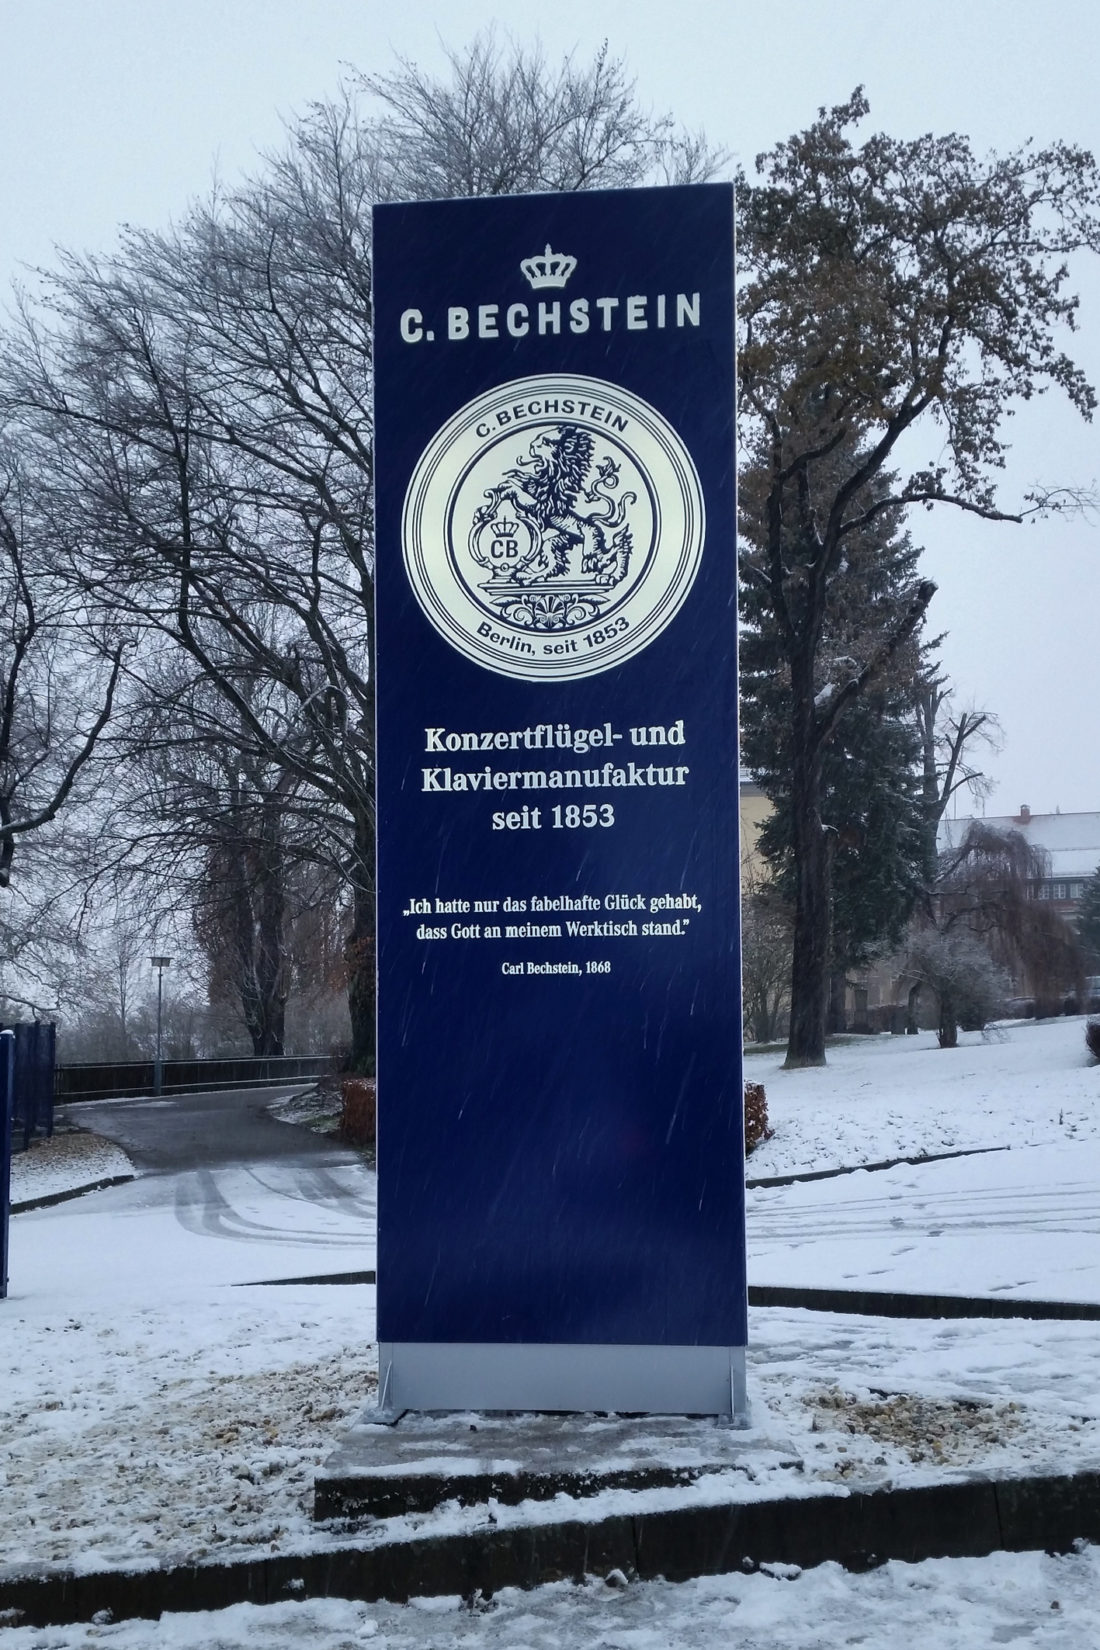 C. BECHSTEIN
C. BECHSTEIN
CB
Berlin, seit 1853
Konzertflügel- und
Klaviermanufaktur
seit 1853
„Ich hatte nur das fabelhafte Glück gehabt,
dass Gott an meinem Werktisch stand.”
Carl Bechstein, 1868